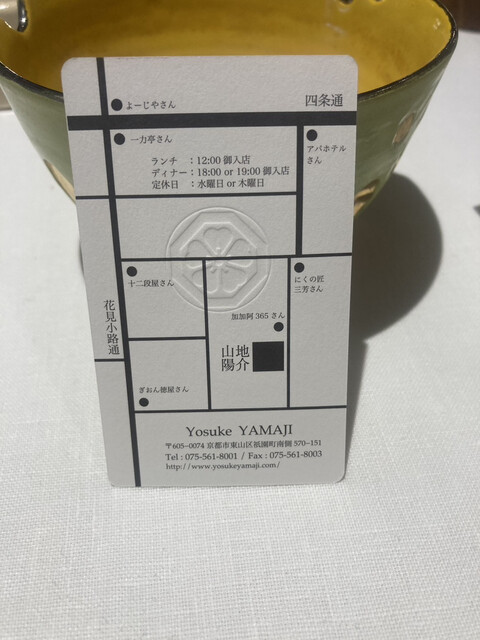 よーじやさん
四条通
一力亭さん
アパホテル
さん
ランチ ：12:00 御入店
ディナー：18:00 or 19:00 御入店
定休日 ：水曜日 or 木曜日
十二段屋さん
にくの匠
三芳さん
花見小路通
加加阿 365 さん
山地
陽介
ぎおん徳屋さん
Yosuke YAMAJI
〒605-0074 京都市東山区祇園町南側 570-151
Tel : 075-561-8001 / Fax : 075-561-8003
http://www.yosukeyamaji.com/